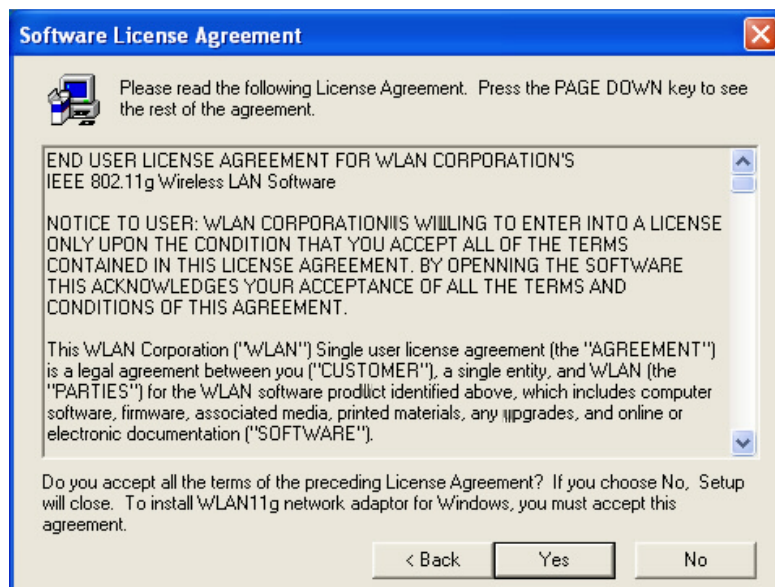 Software License Agreement
Please read the following License Agreement. Press the PAGE DOWN key to see
the rest of the agreement.
END USER LICENSE AGREEMENT FOR WLAN CORPORATION'S
IEEE 802.11g Wireless LAN Software
NOTICE TO USER: WLAN CORPORATION IS WILLING TO ENTER INTO A LICENSE
ONLY UPON THE CONDITION THAT YOU ACCEPT ALL OF THE TERMS
CONTAINED IN THIS LICENSE AGREEMENT. BY OPENNING THE SOFTWARE
THIS ACKNOWLEDGES YOUR ACCEPTANCE OF ALL THE TERMS AND
CONDITIONS OF THIS AGREEMENT.
This WLAN Corporation ("WLAN") Single user license agreement (the "AGREEMENT")
is a legal agreement between you ("CUSTOMER"), a single entity, and WLAN (the
"PARTIES") for the WLAN software product identified above, which includes computer
software, firmware, associated media, printed materials, any upgrades, and online or
electronic documentation ("SOFTWARE").
Do you accept all the terms of the preceding License Agreement? If you choose No, Setup
will close. To install WLAN11g network adaptor for Windows, you must accept this
agreement.
< Back
Yes
No